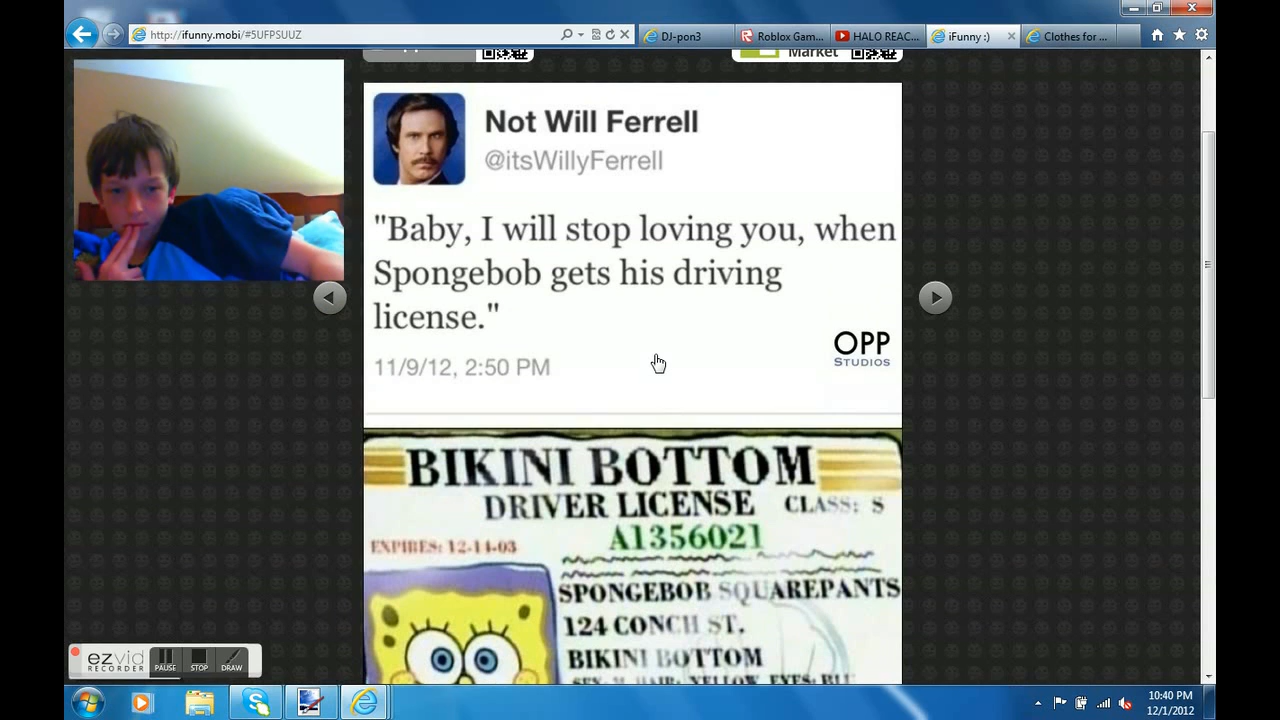 http://ifunny.mobi/#5UFPSUUZ
DJ-pon3
Roblox Gam...
HALO REAC...
iFunny :)
Clothes for ...
Market
Not Will Ferrell
@itsWillyFerrell
"Baby, I will stop loving you, when
Spongebob gets his driving
license."
11/9/12, 2:50 PM
OPP
STUDIOS
BIKINI BOTTOM
DRIVER LICENSE CLASS: S
A1356021
EXPIRES: 12-14-03
SPONGEBOB SQUAREPANTS
124 CONCH ST.
BIKINI BOTTOM
ezvid
RECORDER
PAUSE
STOP
DRAW
10:40 PM
12/1/2012